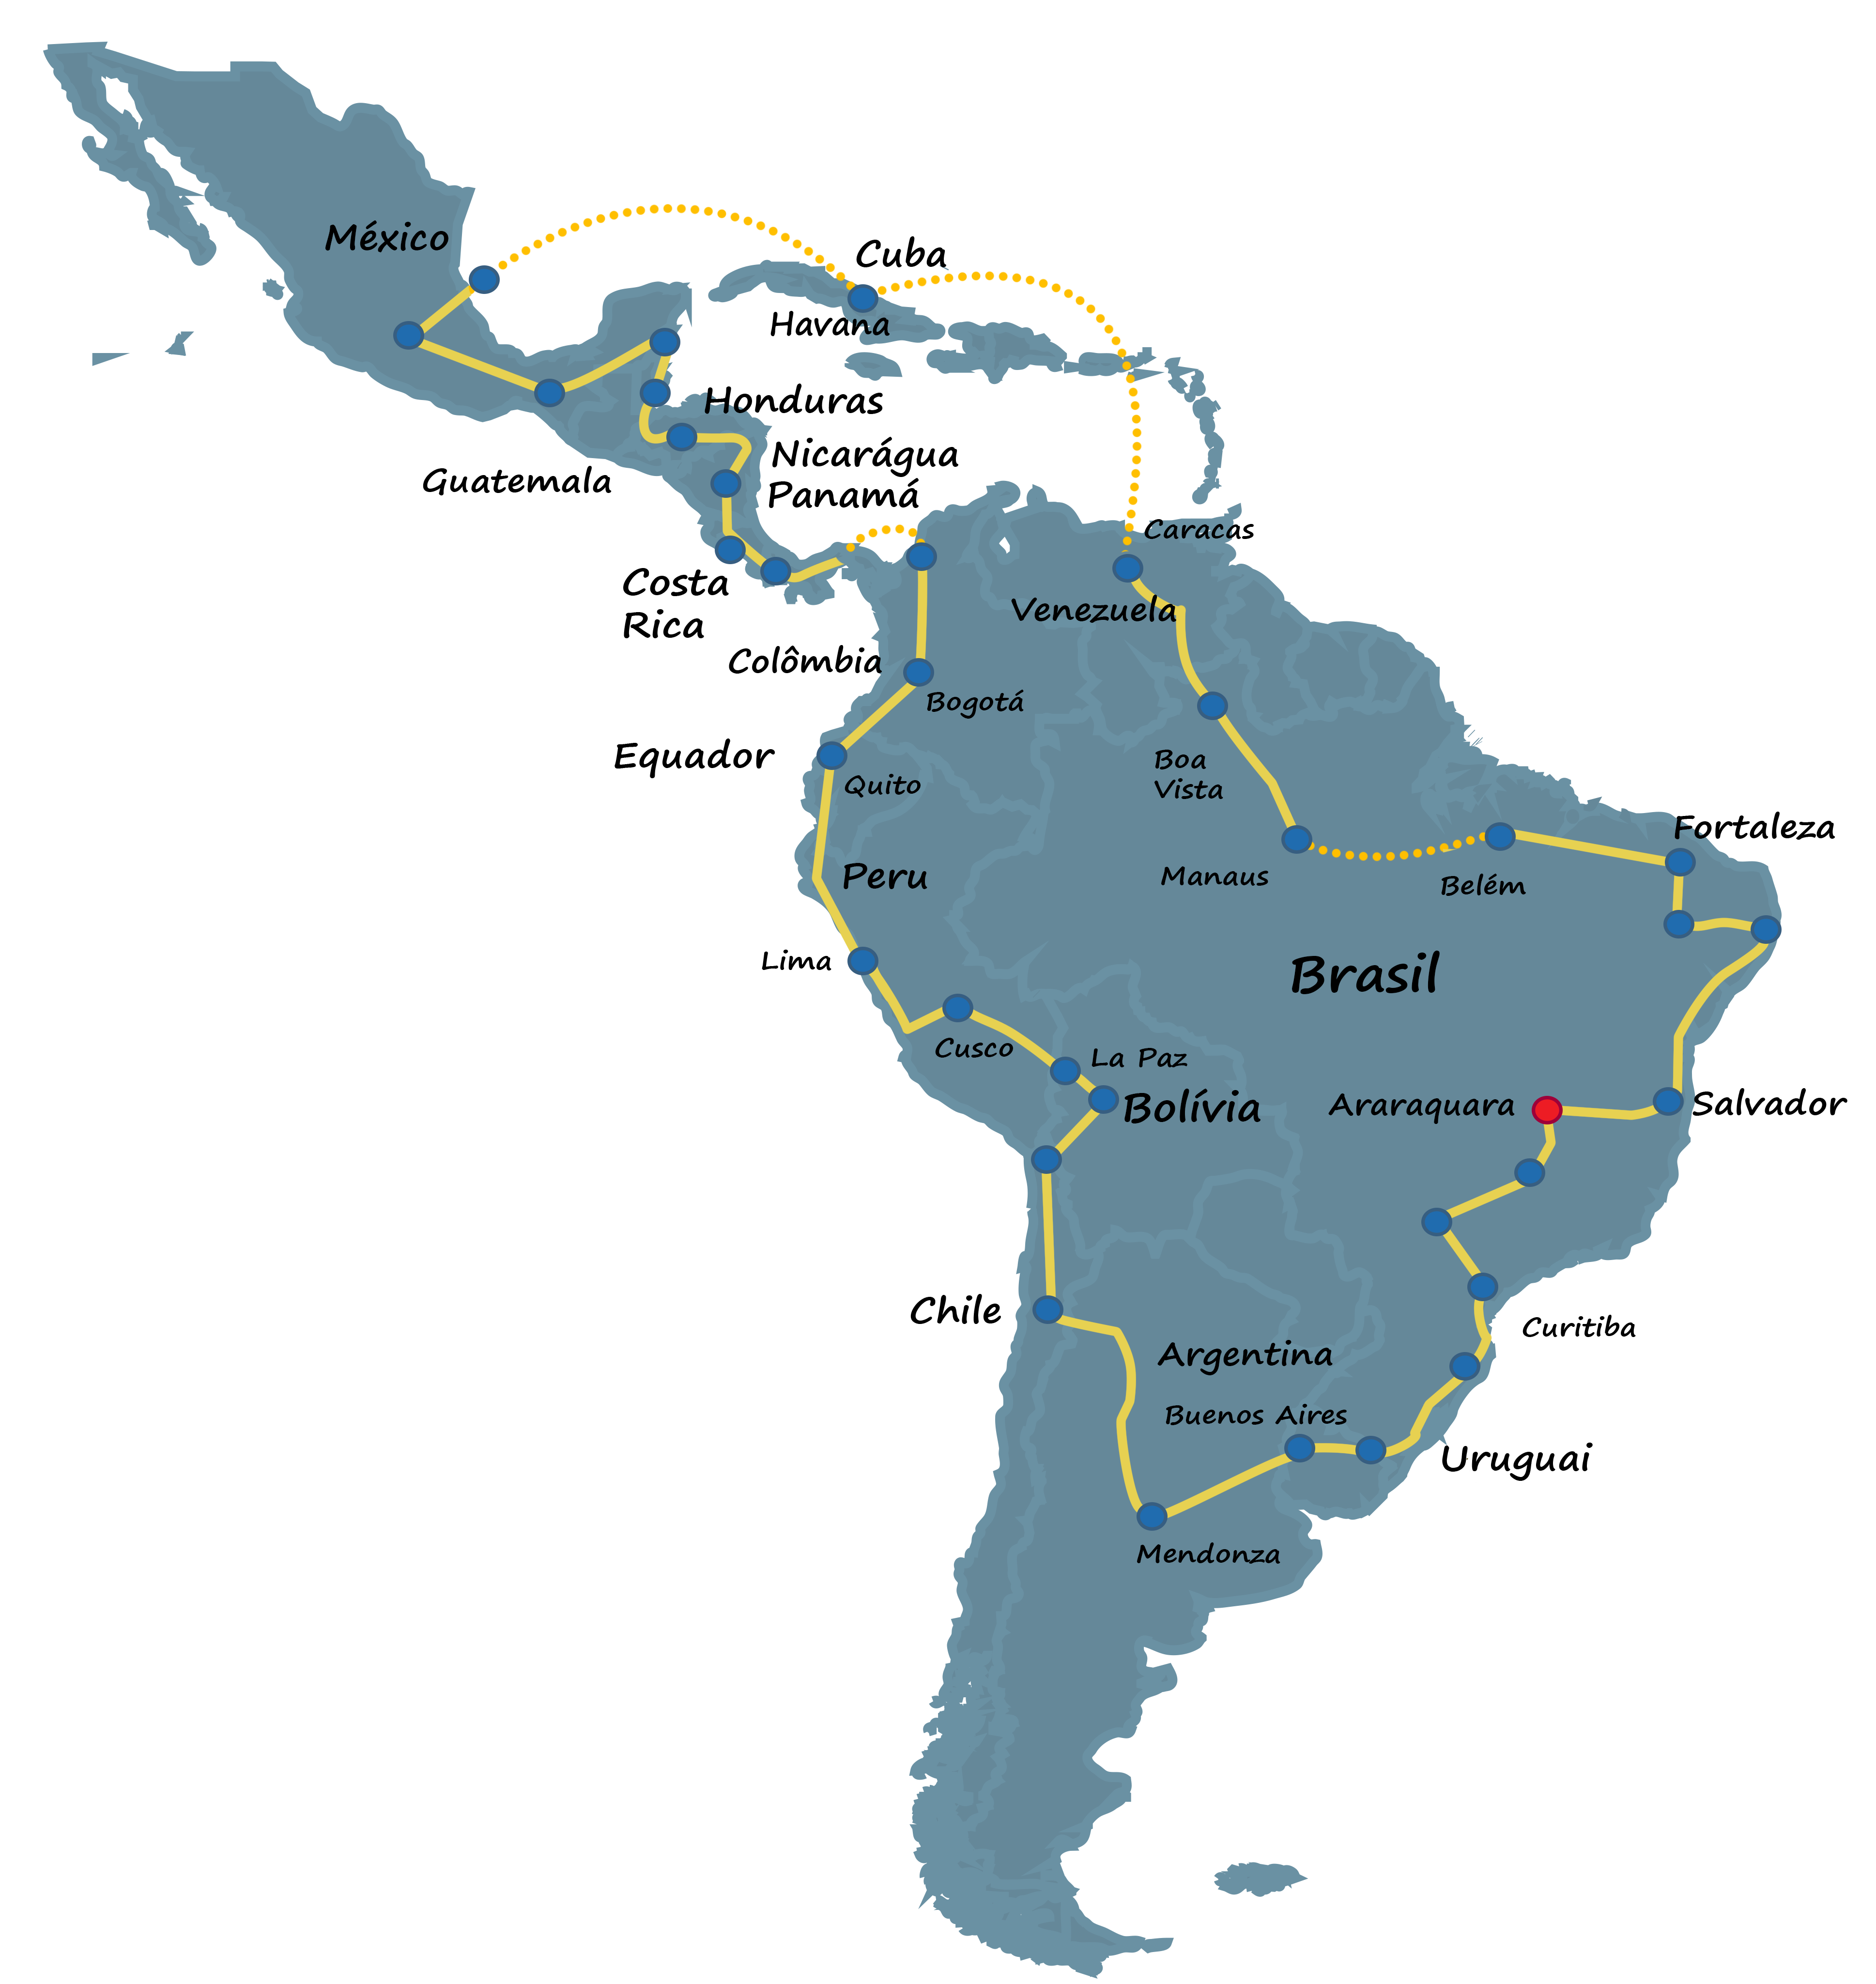 México
Cuba
Havana
Honduras
Nicarágua
Guatemala
Panamá
Caracas
Costa
Rica
Venezuela
Colômbia
Bogotá
Equador
Quito
Boa
Vista
Fortaleza
Peru
Manaus
Belém
Lima
Brasil
Cusco
La Paz
Bolívia
Araraquara
Salvador
Chile
Curitiba
Argentina
Buenos Aires
Uruguai
Mendonza